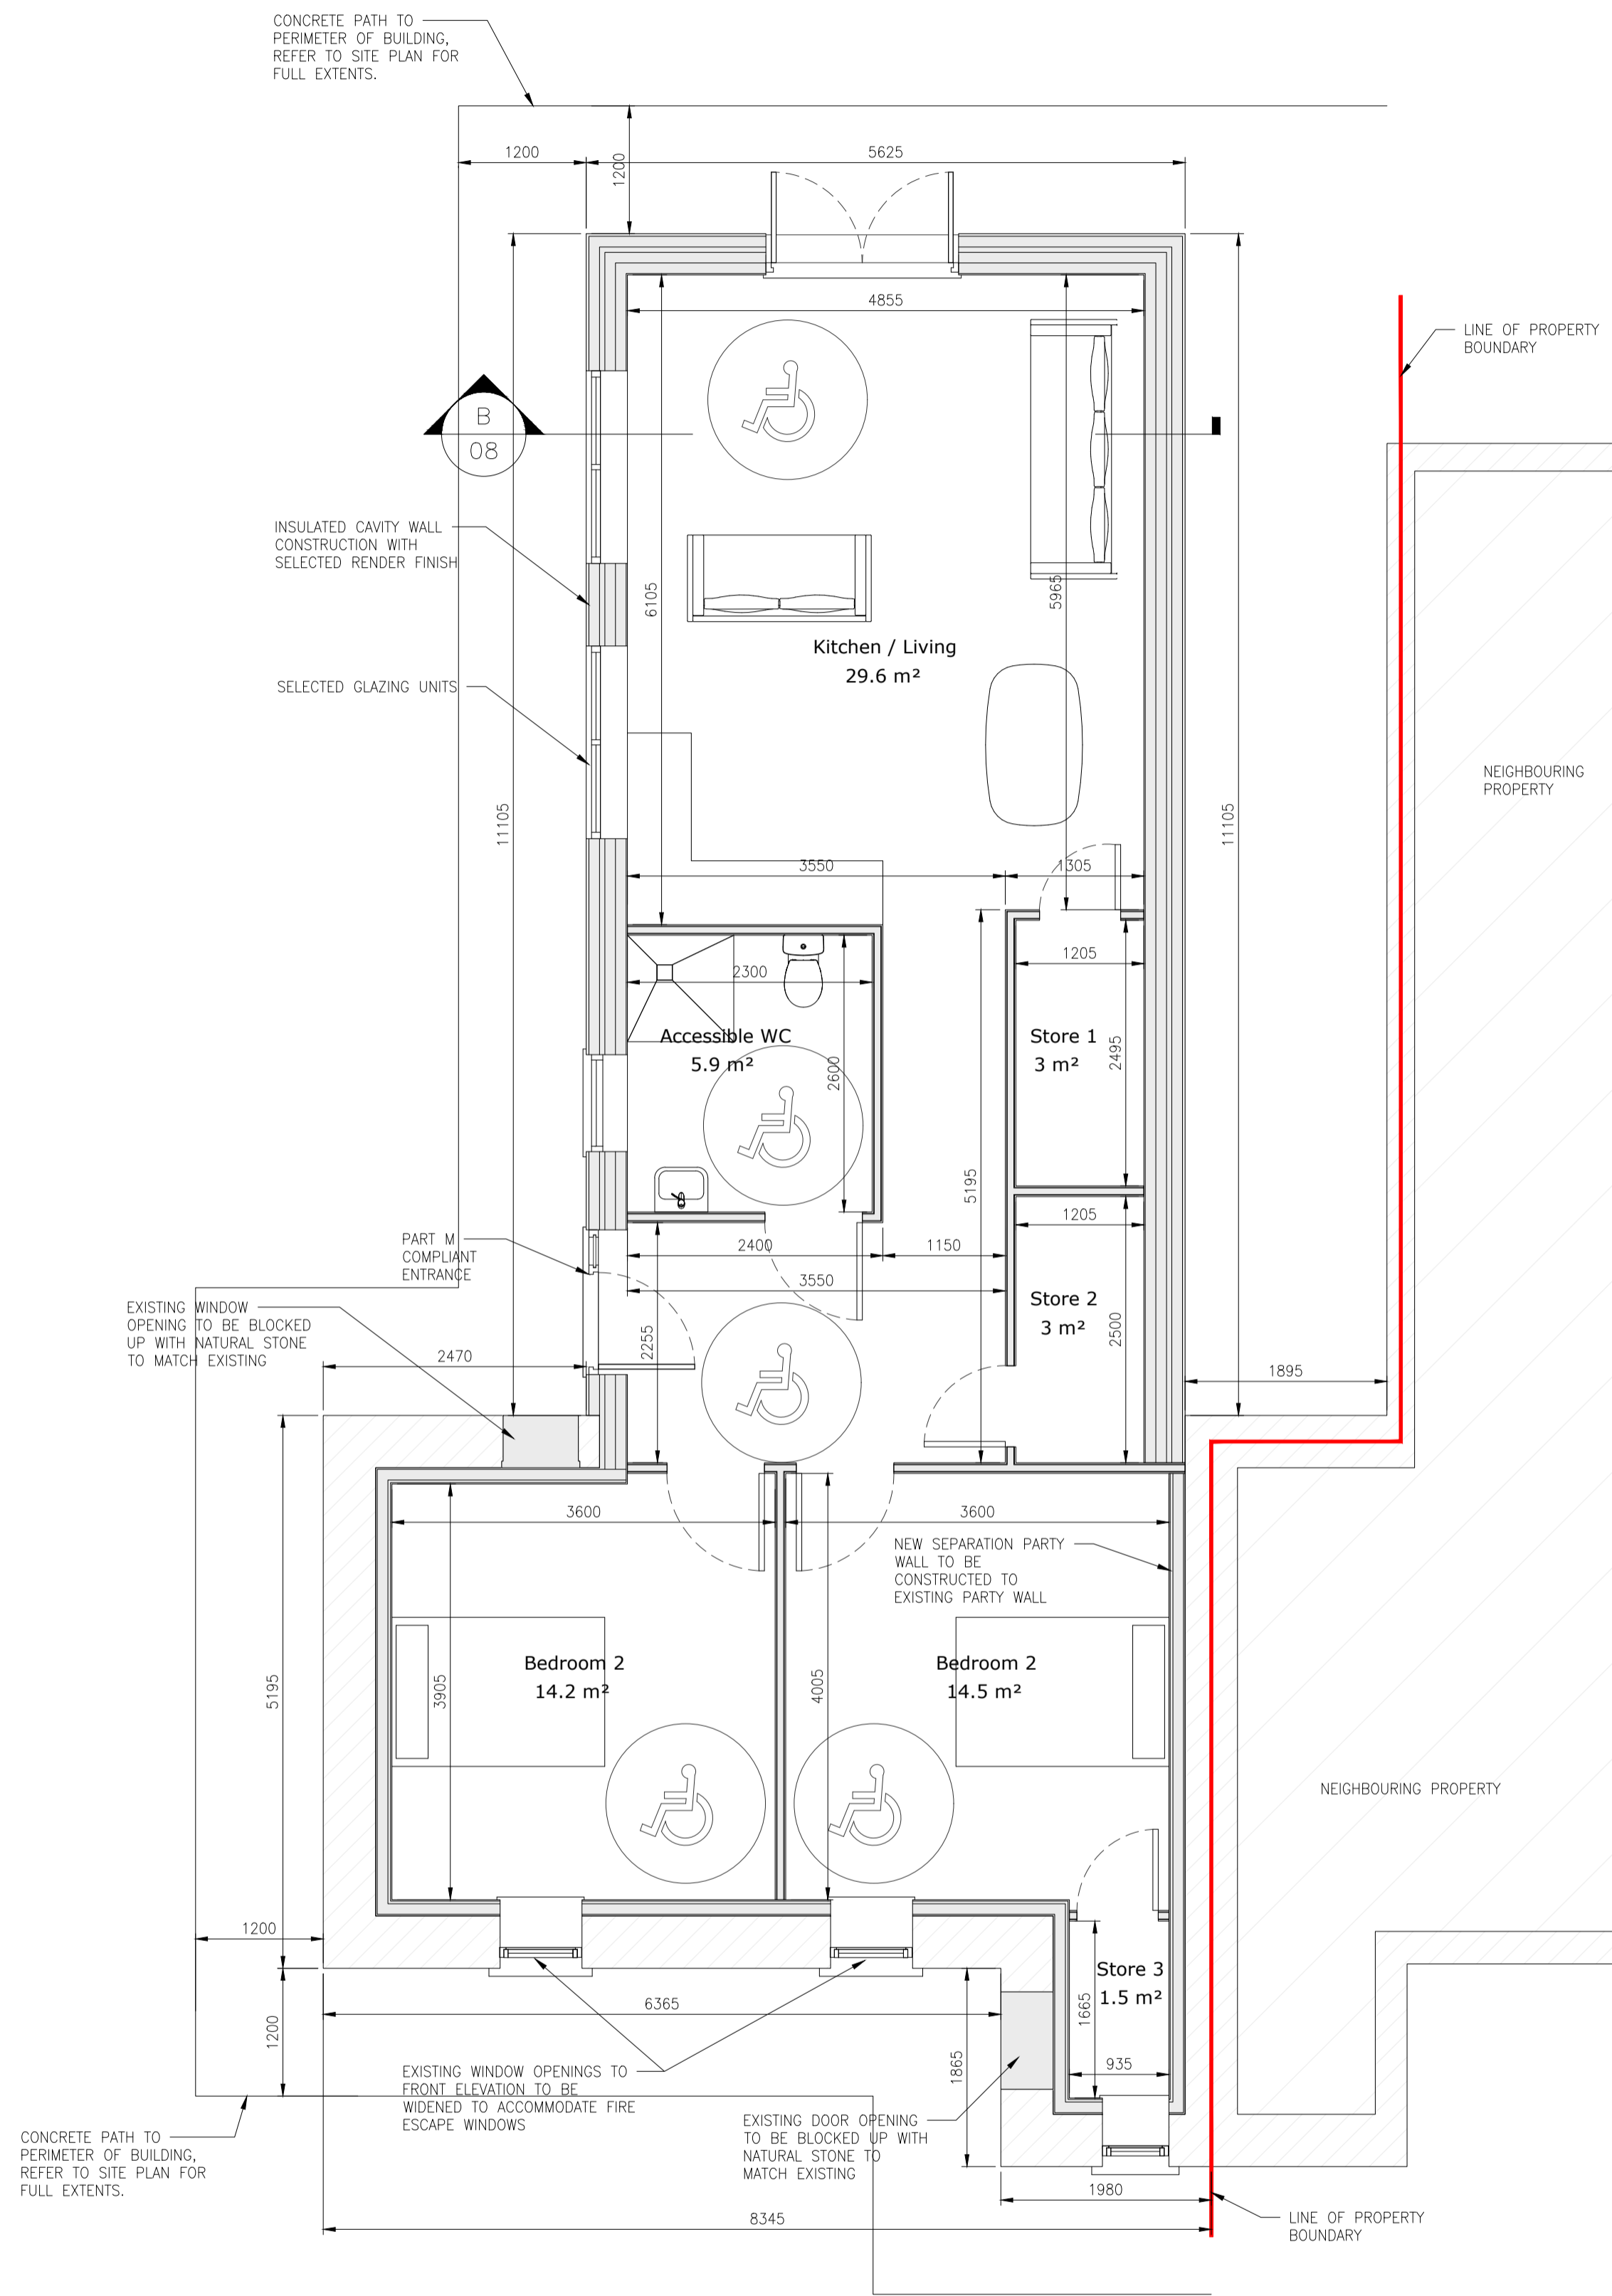 CONCRETE PATH TO
PERIMETER OF BUILDING,
REFER TO SITE PLAN FOR
FULL EXTENTS.
1200
1200
5625
4855
LINE OF PROPERTY
BOUNDARY
B
08
INSULATED CAVITY WALL
CONSTRUCTION WITH
SELECTED RENDER FINISH
6105
5965
Kitchen / Living
29.6 m²
SELECTED GLAZING UNITS
NEIGHBOURING
PROPERTY
11105
11105
3550
1305
1205
2300
Accessible WC
5.9 m²
2600
Store 1
3 m²
2495
5195
1205
PART M
COMPLIANT
ENTRANCE
2400
1150
3550
Store 2
3 m²
2500
2255
EXISTING WINDOW
OPENING TO BE BLOCKED
UP WITH NATURAL STONE
TO MATCH EXISTING
2470
1895
3600
3600
NEW SEPARATION PARTY
WALL TO BE
CONSTRUCTED TO
EXISTING PARTY WALL
5195
3905
Bedroom 2
14.2 m²
4005
Bedroom 2
14.5 m²
NEIGHBOURING PROPERTY
1200
Store 3
1.5 m²
1665
6365
1200
1865
935
EXISTING WINDOW OPENINGS TO
FRONT ELEVATION TO BE
WIDENED TO ACCOMMODATE FIRE
ESCAPE WINDOWS
EXISTING DOOR OPENING
TO BE BLOCKED UP WITH
NATURAL STONE TO
MATCH EXISTING
CONCRETE PATH TO
PERIMETER OF BUILDING,
REFER TO SITE PLAN FOR
FULL EXTENTS.
1980
8345
LINE OF PROPERTY
BOUNDARY